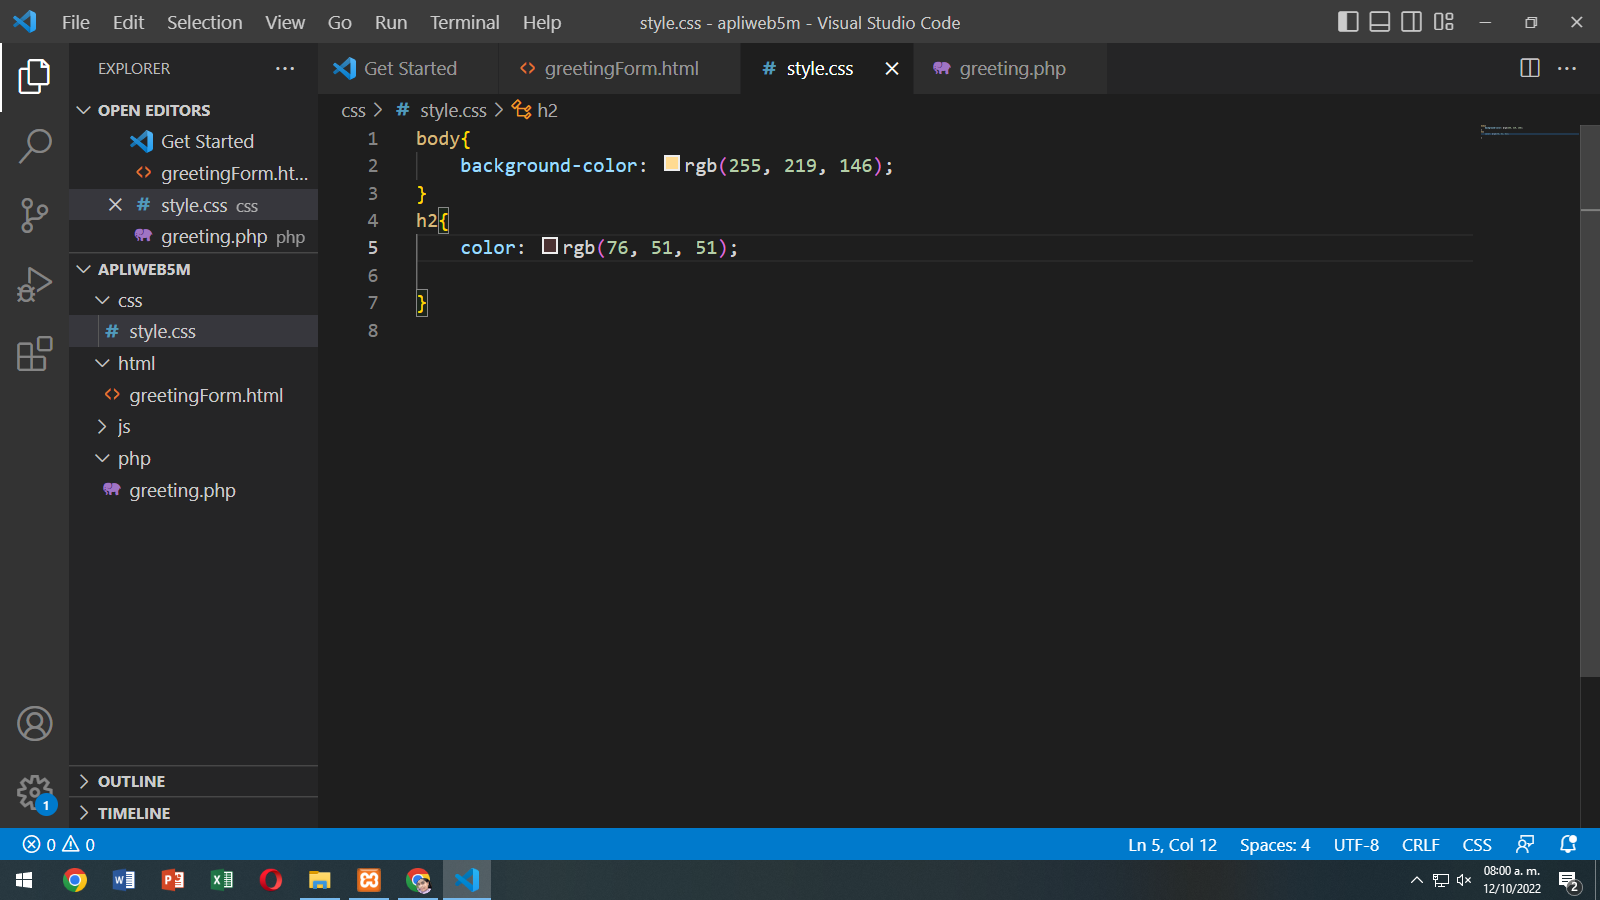 File Edit Selection View Go Run Terminal Help style.css - apliweb5m - Visual Studio Code
EXPLORER
Get Started greetingForm.html # style.css greeting.php
OPEN EDITORS
Get Started
greetingForm.ht...
# style.css css
greeting.php php
APLIWEB5M
css
# style.css
html
greetingForm.html
js
php
greeting.php
OUTLINE
TIMELINE
css > # style.css > h2
1 body{
2 background-color: rgb(255, 219, 146);
3 }
4 h2{
5 color: rgb(76, 51, 51);
6
7 }
8
1
0 0 Ln 5, Col 12 Spaces: 4 UTF-8 CRLF CSS
08:00 a. m.
12/10/2022
2